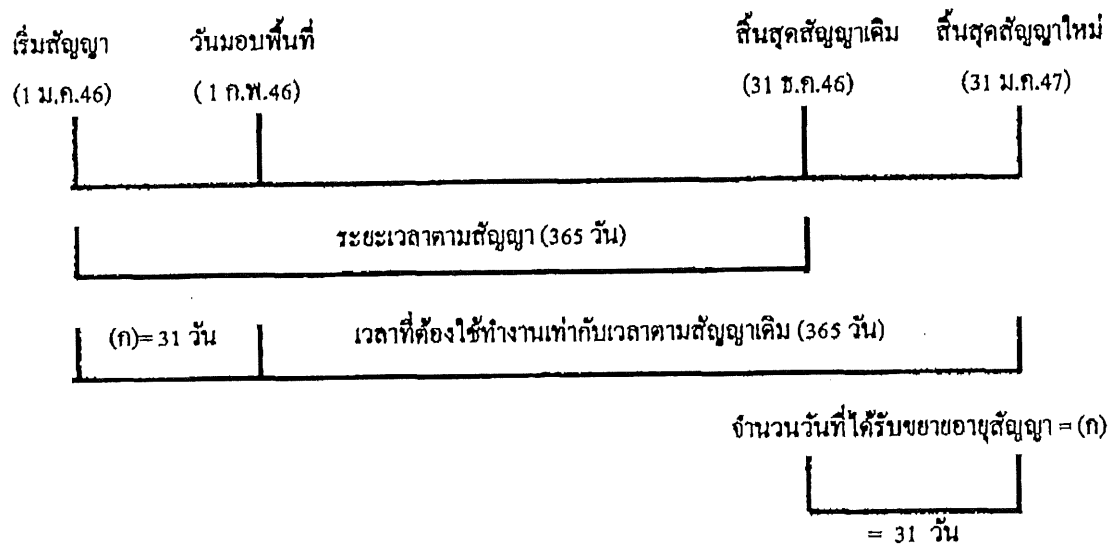 เริ่มสัญญา วันมอบพื้นที่ สิ้นสุดสัญญาเดิม สิ้นสุดสัญญาใหม่
(1 ม.ค.46) (1 ก.พ.46) (31 ธ.ค.46) (31 ม.ค.47)
ระยะเวลาตามสัญญา (365 วัน)
(ก)= 31 วัน เวลาที่ต้องใช้ทำงานเท่ากับเวลาตามสัญญาเดิม (365 วัน)
จำนวนวันที่ได้รับขยายอายุสัญญา = (ก)
= 31 วัน